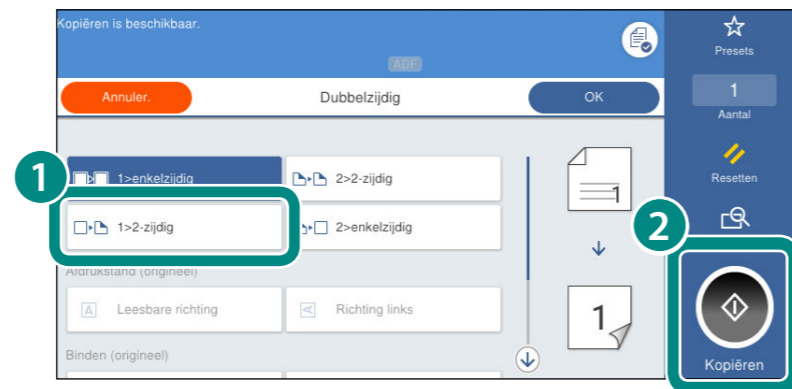 Kopiëren is beschikbaar.
ADF
Presets
Annuler.
Dubbelzijdig
OK
1
Aantal
1
1>enkelzijdig
2>2-zijdig
1
Resetten
1>2-zijdig
2>enkelzijdig
2
Afdrukstand (origineel)
A Leesbare richting
A Richting links
1
Binden (origineel)
Kopiëren